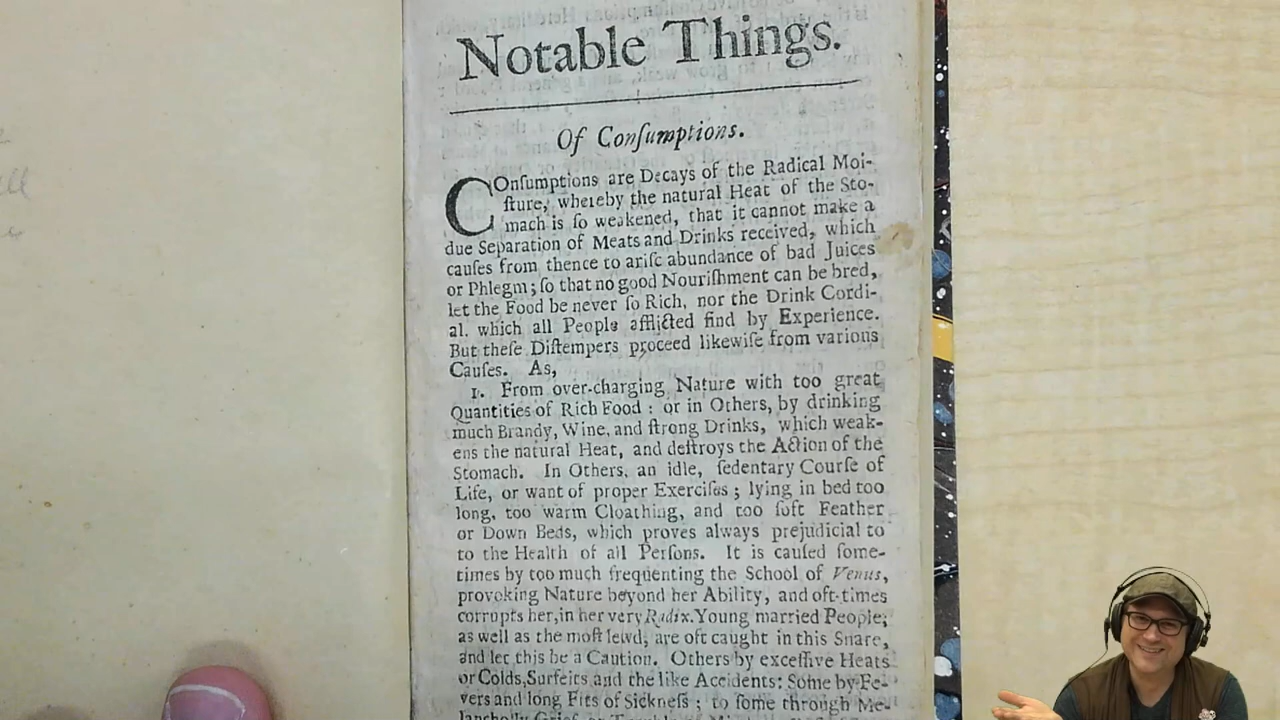 Notable Things.
Of Conſumptions.
COnſumptions are Decays of the Radical Moi-
ſture, whereby the natural Heat of the Sto-
mach is ſo weakened, that it cannot make a
due Separation of Meats and Drinks received, which
cauſes from thence to ariſe abundance of bad Juices
or Phlegm; ſo that no good Nouriſhment can be bred,
let the Food be never ſo Rich, nor the Drink Cordi-
al. which all People afflicted find by Experience.
But theſe Diſtempers proceed likewiſe from various
Cauſes. As,
1. From over-charging Nature with too great
Quantities of Rich Food : or in Others, by drinking
much Brandy, Wine, and ſtrong Drinks, which weak-
ens the natural Heat, and deſtroys the Action of the
Stomach. In Others, an idle, ſedentary Courſe of
Life, or want of proper Exerciſes ; lying in bed too
long, too warm Cloathing, and too ſoft Feather
or Down Beds, which proves always prejudicial to
to the Health of all Perſons. It is cauſed ſome-
times by too much frequenting the School of Venus,
provoking Nature beyond her Ability, and oft-times
corrupts her, in her very Radix. Young married People;
as well as the moſt lewd, are oft caught in this Snare,
and let this be a Caution. Others by exceſſive Heats
or Colds, Surfeits and the like Accidents: Some by Fe-
vers and long Fits of Sickneſs ; to ſome through Me-
lancholly Grief, or